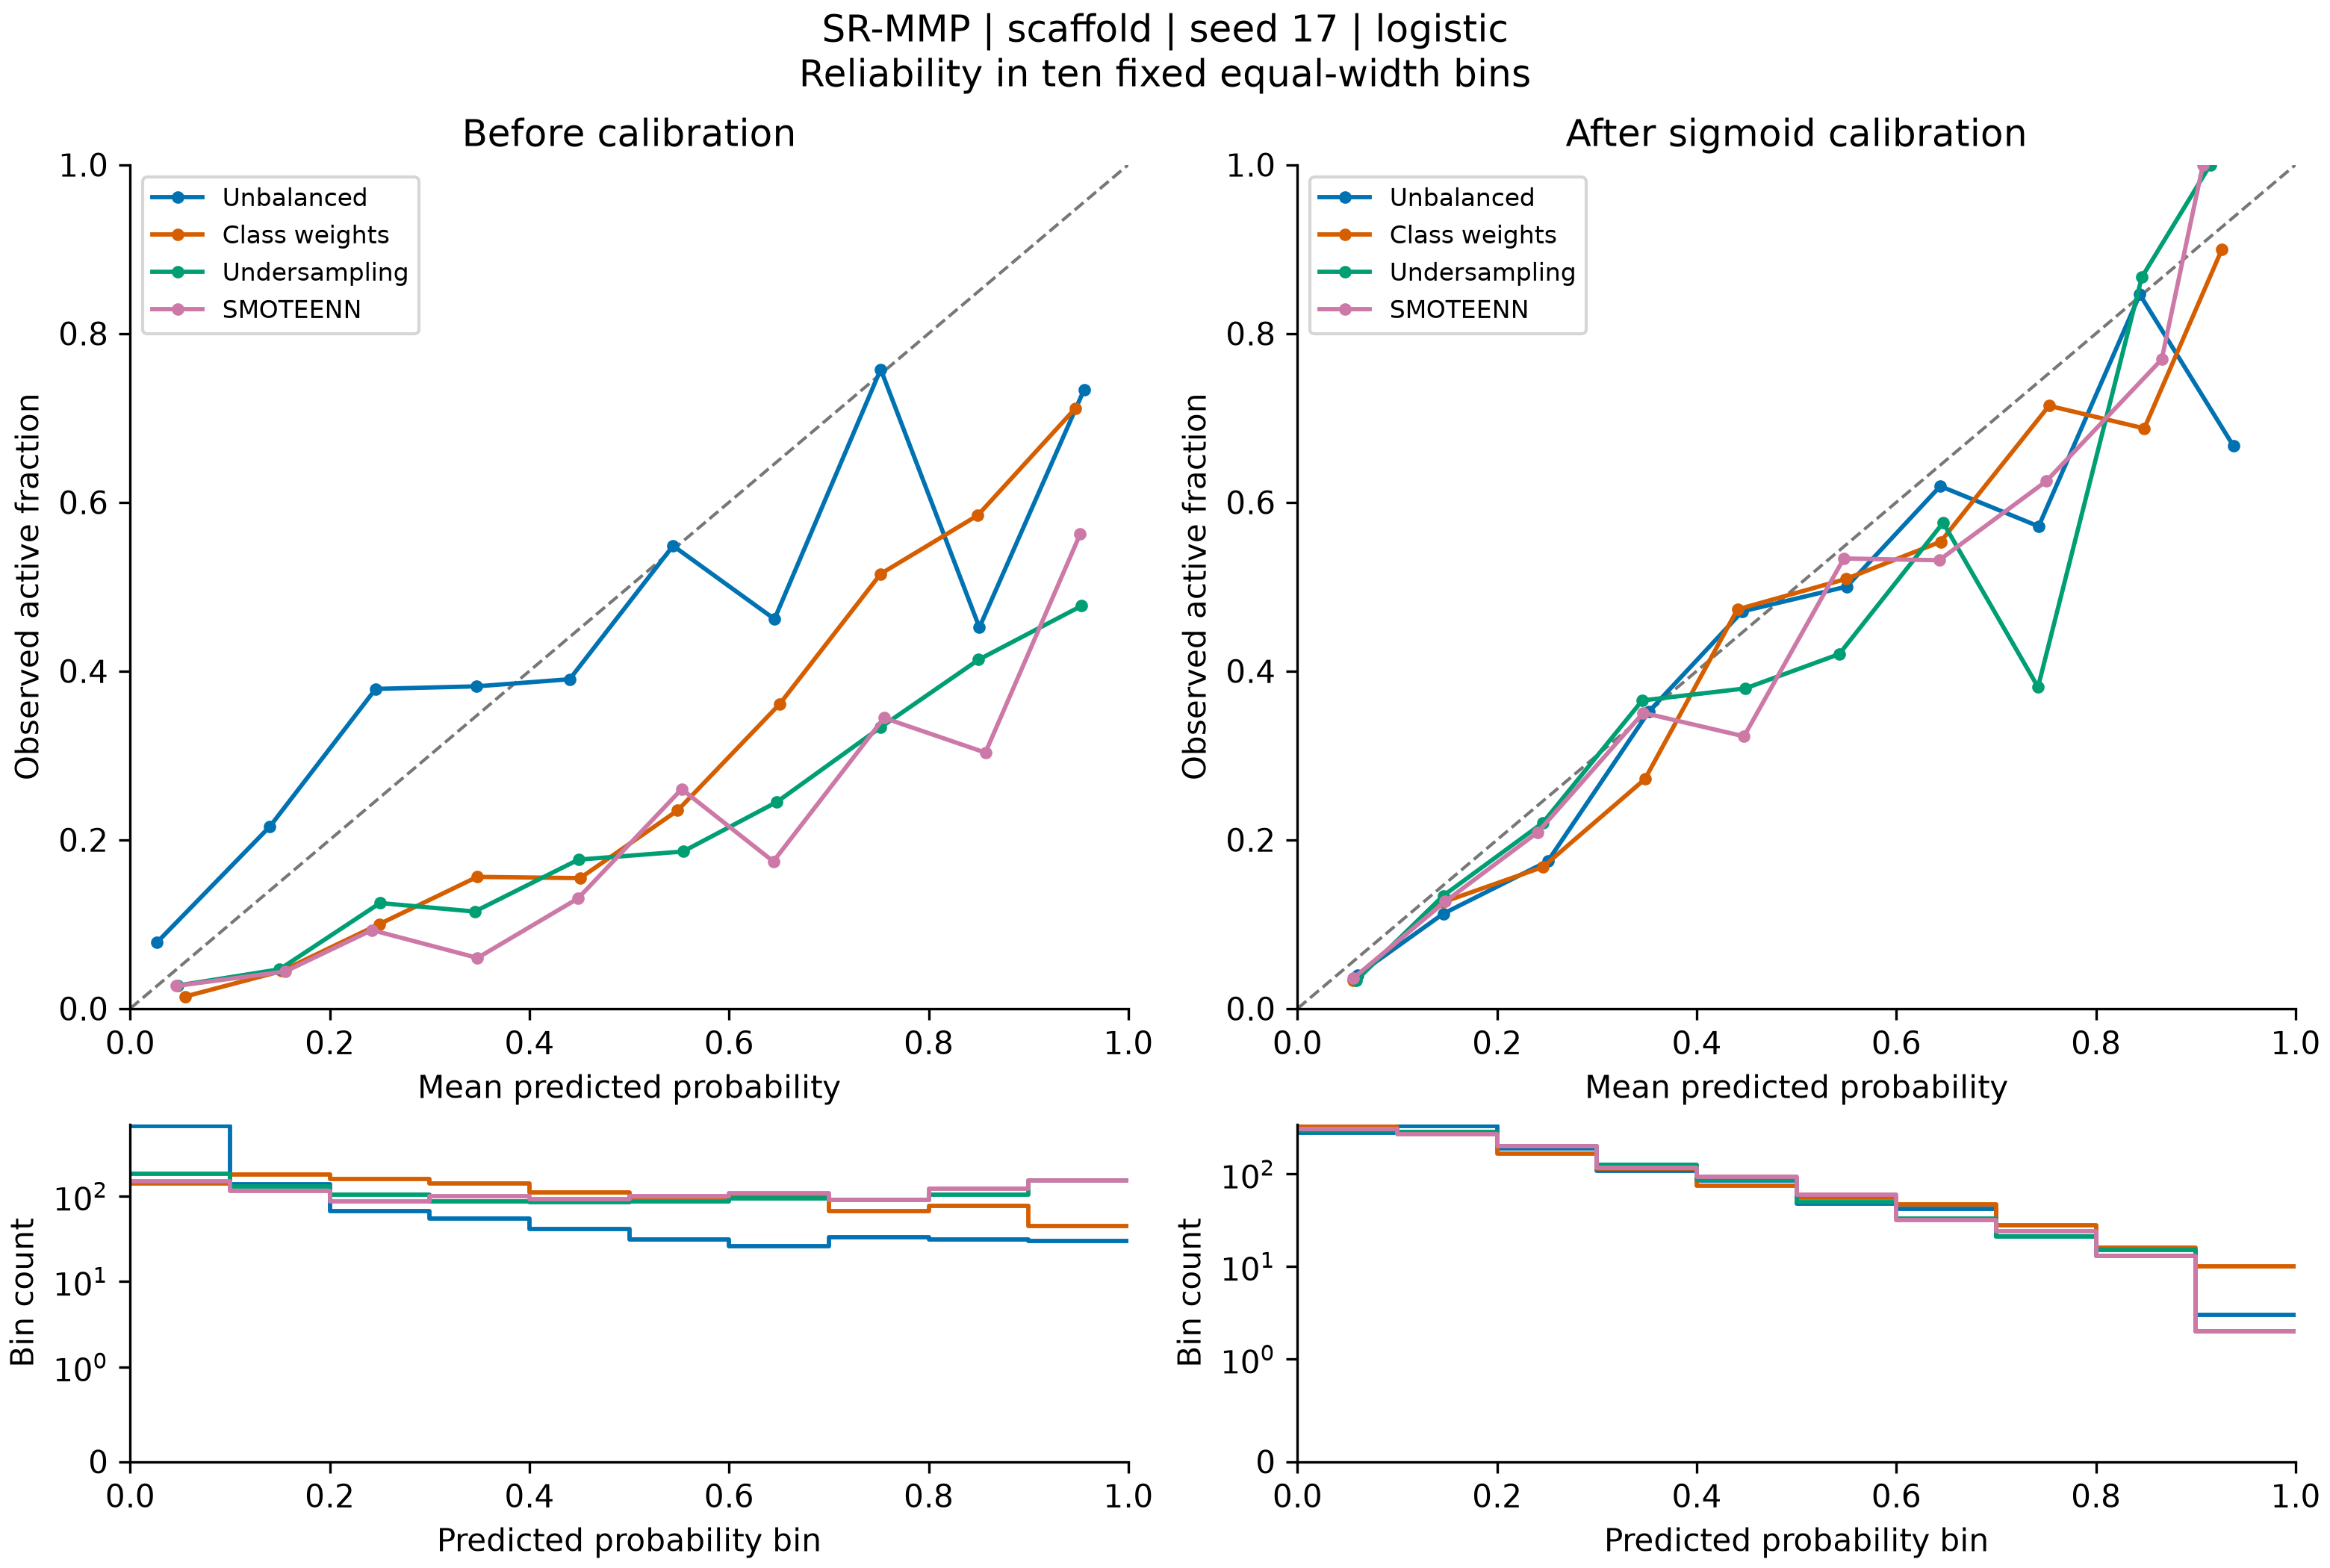 SR-MMP | scaffold | seed 17 | logistic
Reliability in ten fixed equal-width bins
Before calibration
1.0
0.8
0.6
0.4
0.2
0.0
Observed active fraction
Unbalanced
Class weights
Undersampling
SMOTEENN
0.0 0.2 0.4 0.6 0.8 1.0
Mean predicted probability
After sigmoid calibration
1.0
0.8
0.6
0.4
0.2
0.0
Observed active fraction
Unbalanced
Class weights
Undersampling
SMOTEENN
0.0 0.2 0.4 0.6 0.8 1.0
Mean predicted probability
10²
10¹
10⁰
0
Bin count
0.0 0.2 0.4 0.6 0.8 1.0
Predicted probability bin
10²
10¹
10⁰
0
Bin count
0.0 0.2 0.4 0.6 0.8 1.0
Predicted probability bin